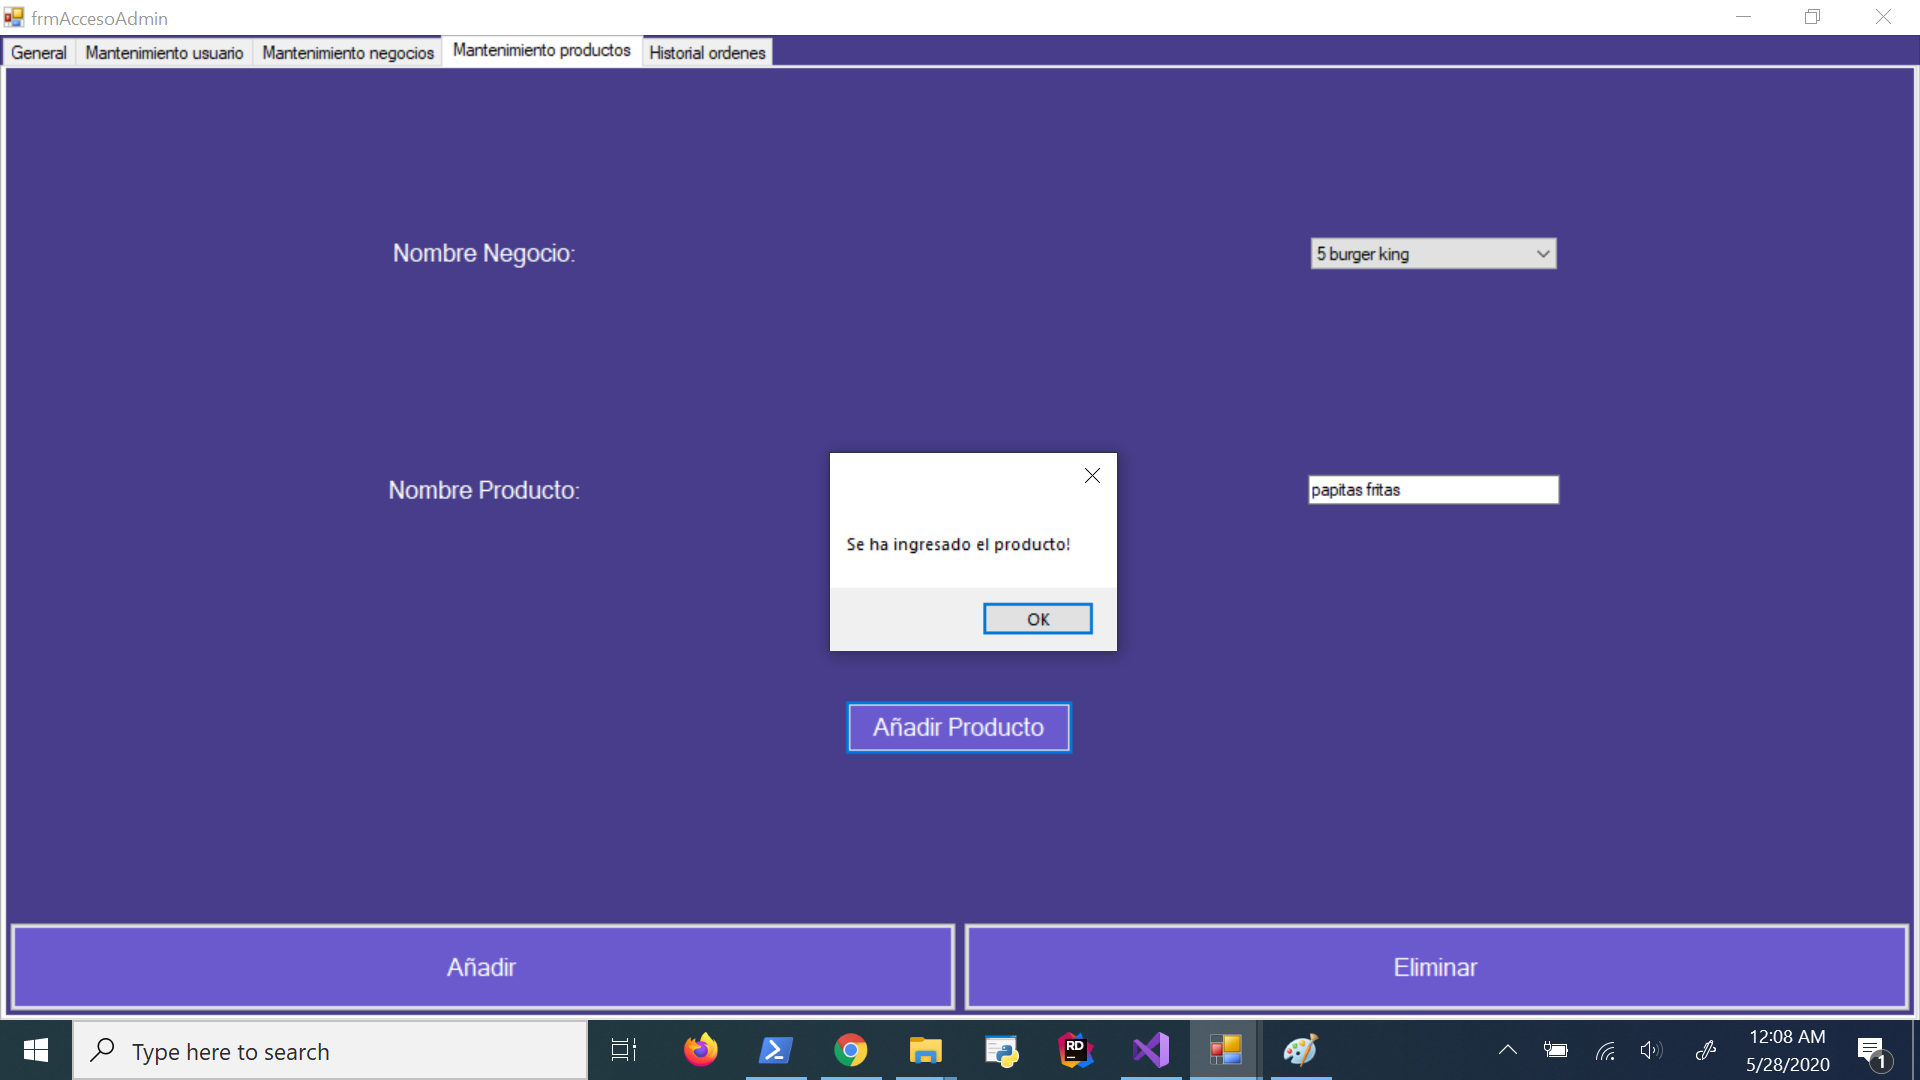 frmAccesoAdmin
General
Mantenimiento usuario
Mantenimiento negocios
Mantenimiento productos
Historial ordenes
Nombre Negocio:
5 burger king
Nombre Producto:
papitas fritas
Se ha ingresado el producto!
OK
Añadir Producto
Añadir
Eliminar
Type here to search
RD
12:08 AM
5/28/2020
1